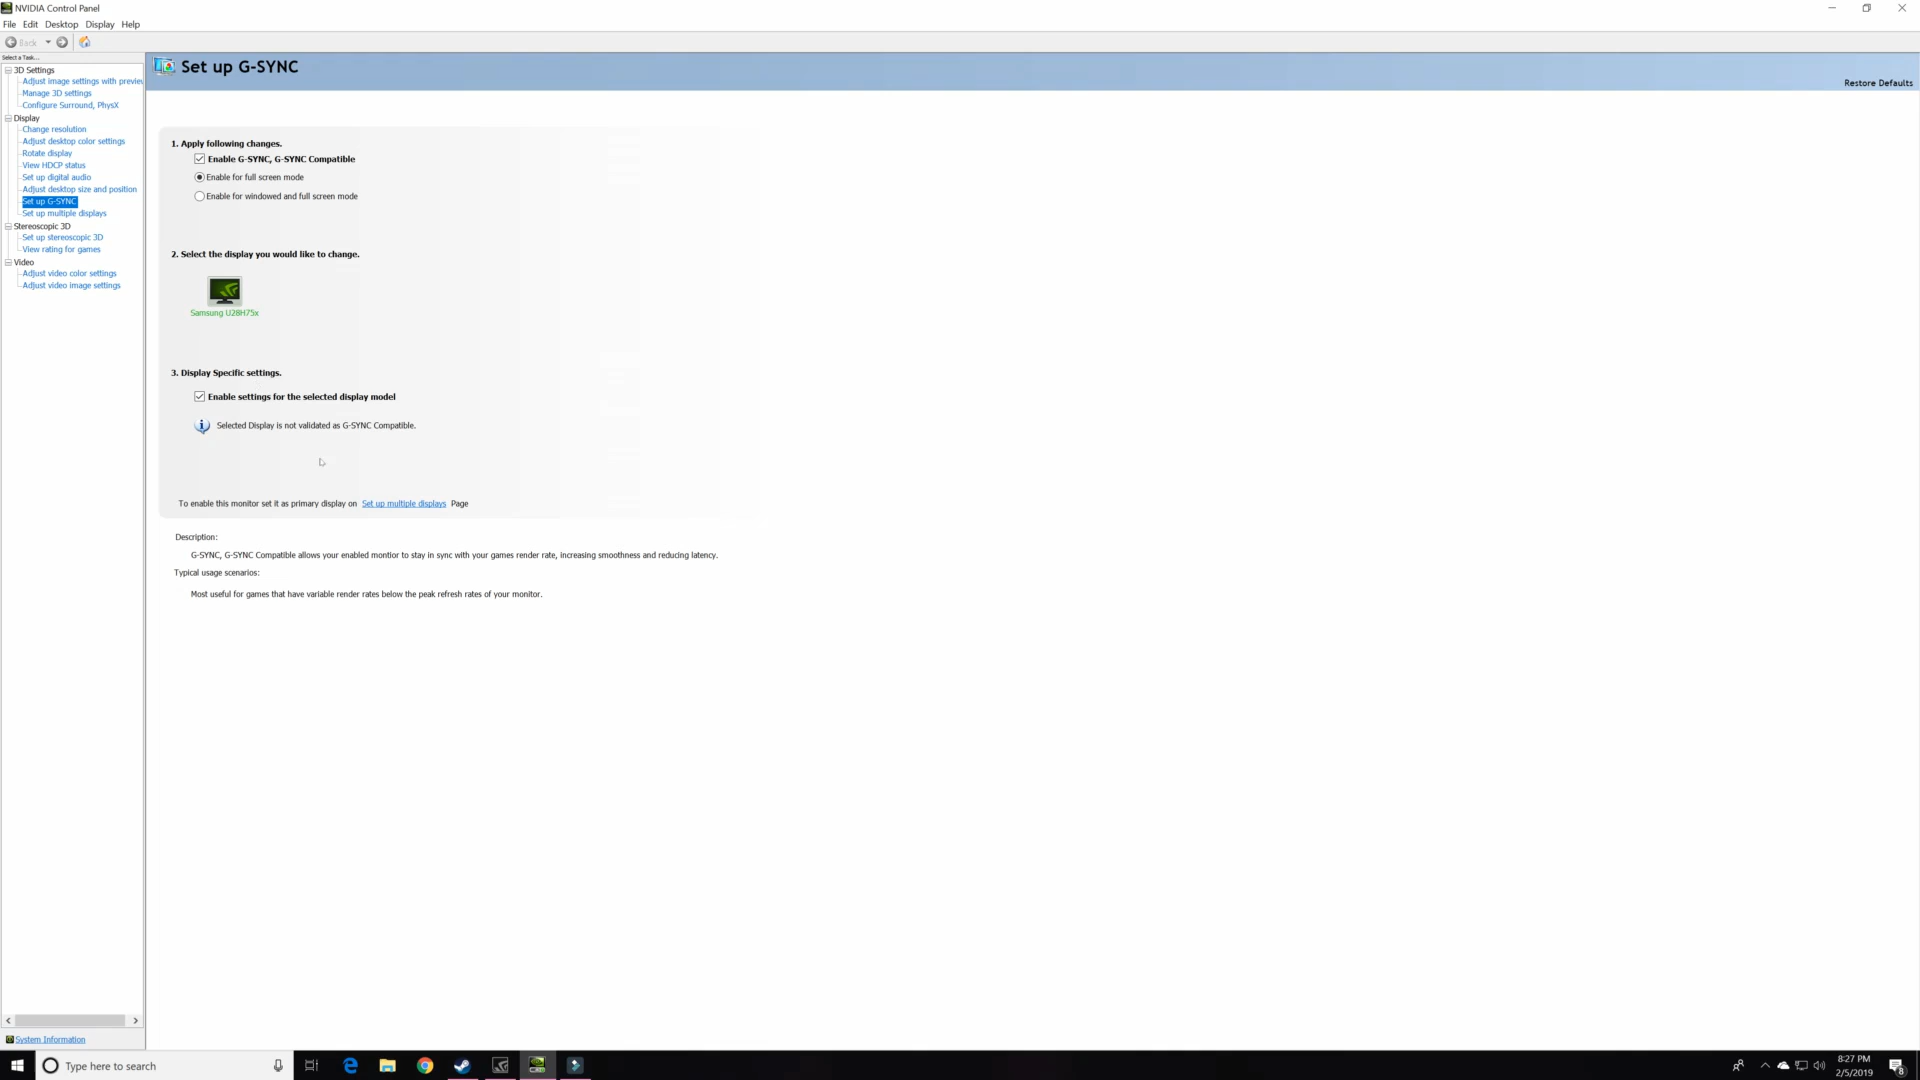 NVIDIA Control Panel
File Edit Desktop Display Help
Back
Select a Task...
3D Settings
Adjust image settings with previe
Manage 3D settings
Configure Surround, PhysX
Display
Change resolution
Adjust desktop color settings
Rotate display
View HDCP status
Set up digital audio
Adjust desktop size and position
Set up G-SYNC
Set up multiple displays
Stereoscopic 3D
Set up stereoscopic 3D
View rating for games
Video
Adjust video color settings
Adjust video image settings
System Information
Set up G-SYNC
Restore Defaults
1. Apply following changes.
Enable G-SYNC, G-SYNC Compatible
Enable for full screen mode
Enable for windowed and full screen mode
2. Select the display you would like to change.
Samsung U28H75x
3. Display Specific settings.
Enable settings for the selected display model
Selected Display is not validated as G-SYNC Compatible.
To enable this monitor set it as primary display on Set up multiple displays Page
Description:
G-SYNC, G-SYNC Compatible allows your enabled montior to stay in sync with your games render rate, increasing smoothness and reducing latency.
Typical usage scenarios:
Most useful for games that have variable render rates below the peak refresh rates of your monitor.
Type here to search
8:27 PM
2/5/2019
8